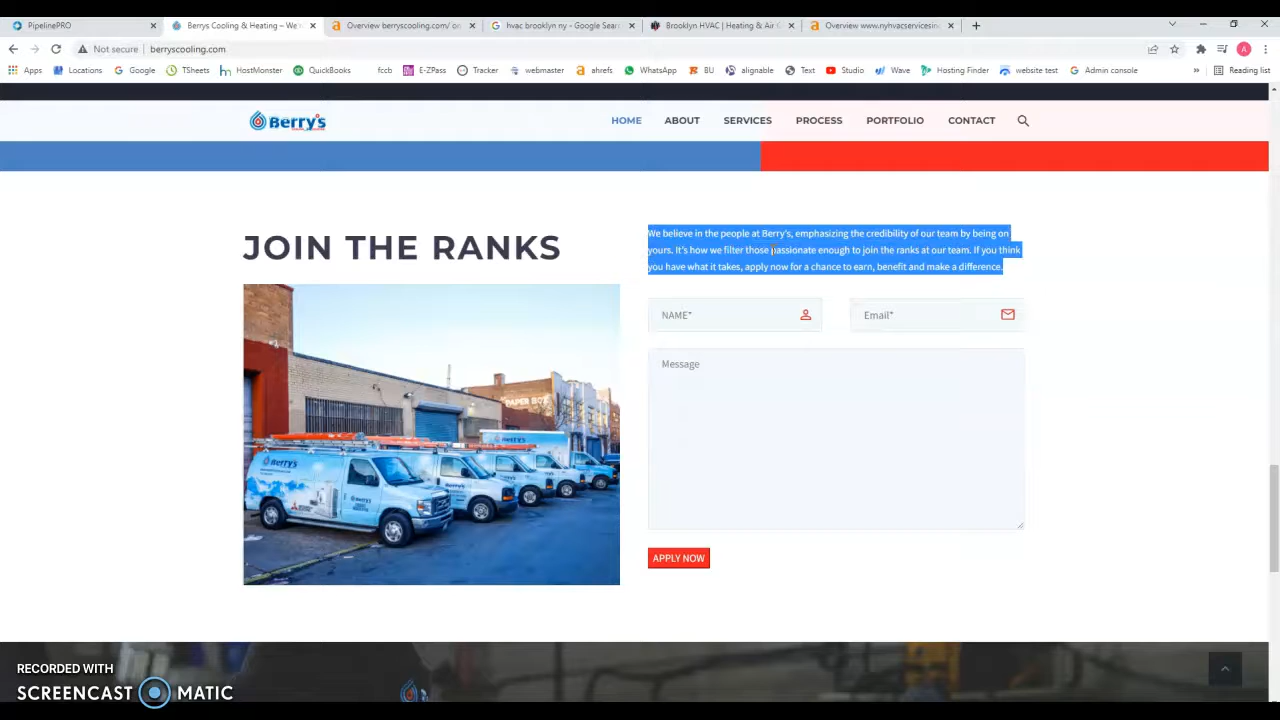 PipelinePRO
Berrys Cooling & Heating – We'
Overview berryscooling.com/ on
hvac brooklyn ny - Google Sear
Brooklyn HVAC | Heating & Air C
Overview www.nyhvacservicesinc
Not secure
berryscooling.com
A
Apps
Locations
Google
TSheets
HostMonster
QuickBooks
fccb
E-ZPass
Tracker
webmaster
ahrefs
WhatsApp
BU
alignable
Text
Studio
Wave
Hosting Finder
website test
Admin console
»
Reading list
Berry's
HOME
ABOUT
SERVICES
PROCESS
PORTFOLIO
CONTACT
JOIN THE RANKS
We believe in the people at Berry's, emphasizing the credibility of our team by being on
yours. It's how we filter those passionate enough to join the ranks at our team. If you think
you have what it takes, apply now for a chance to earn, benefit and make a difference.
NAME*
Email*
Message
APPLY NOW
PAPER BOX
Berry's
Berry's
RECORDED WITH
SCREENCAST MATIC